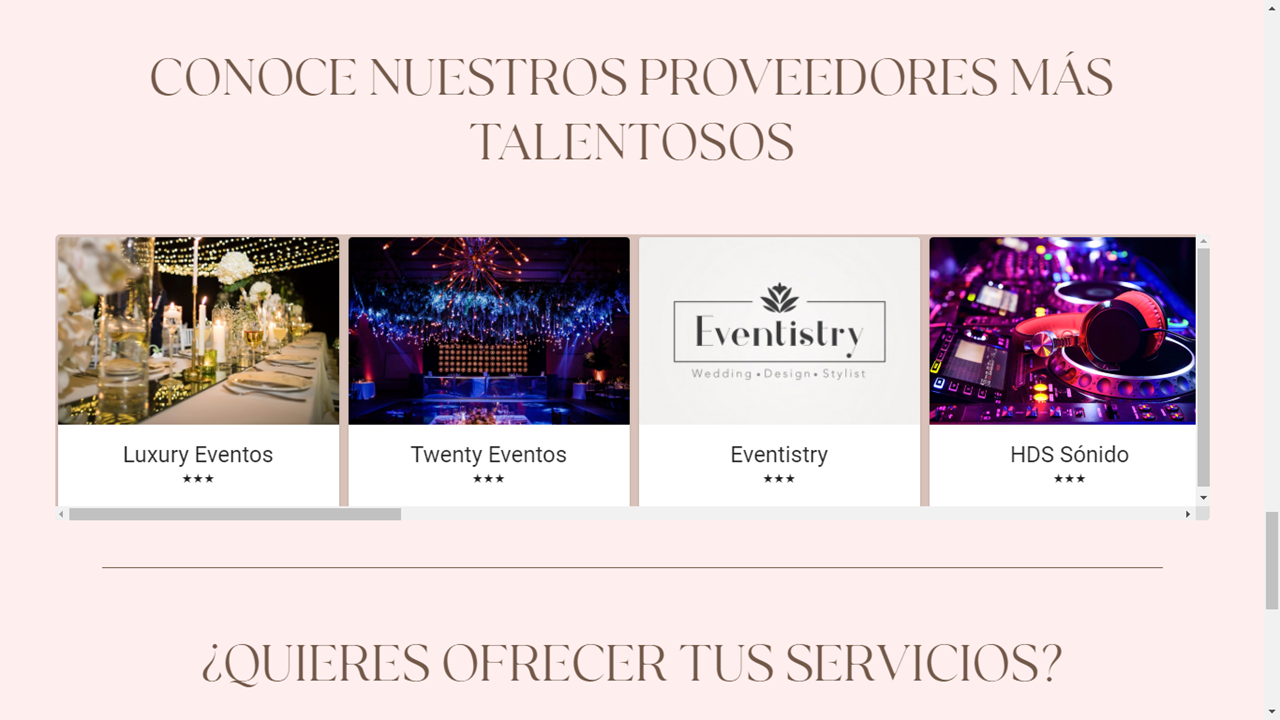 CONOCE NUESTROS PROVEEDORES MÁS
TALENTOSOS
Eventistry
Wedding • Design • Stylist
Luxury Eventos
★★★
Twenty Eventos
★★★
Eventistry
★★★
HDS Sónido
★★★
¿QUIERES OFRECER TUS SERVICIOS?